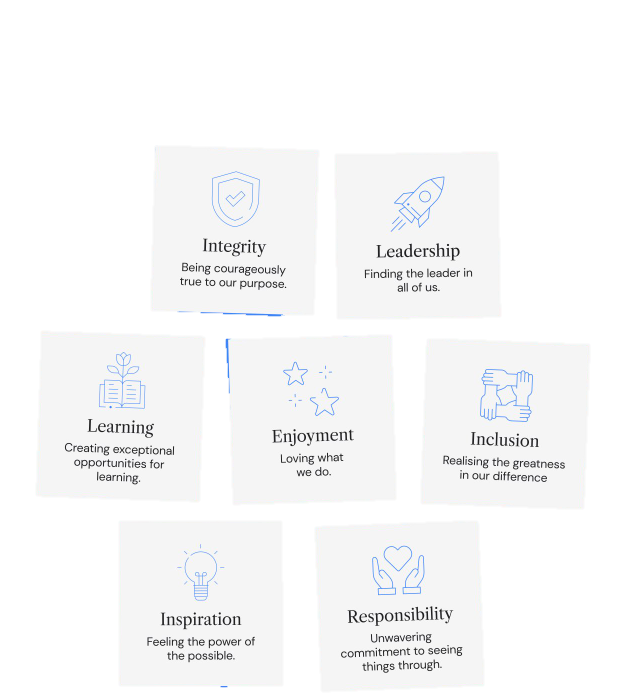 Integrity
Being courageously
true to our purpose.
Leadership
Finding the leader in
all of us.
Learning
Creating exceptional
opportunities for
learning.
Enjoyment
Loving what
we do.
Inclusion
Realising the greatness
in our difference
Inspiration
Feeling the power of
the possible.
Responsibility
Unwavering
commitment to seeing
things through.